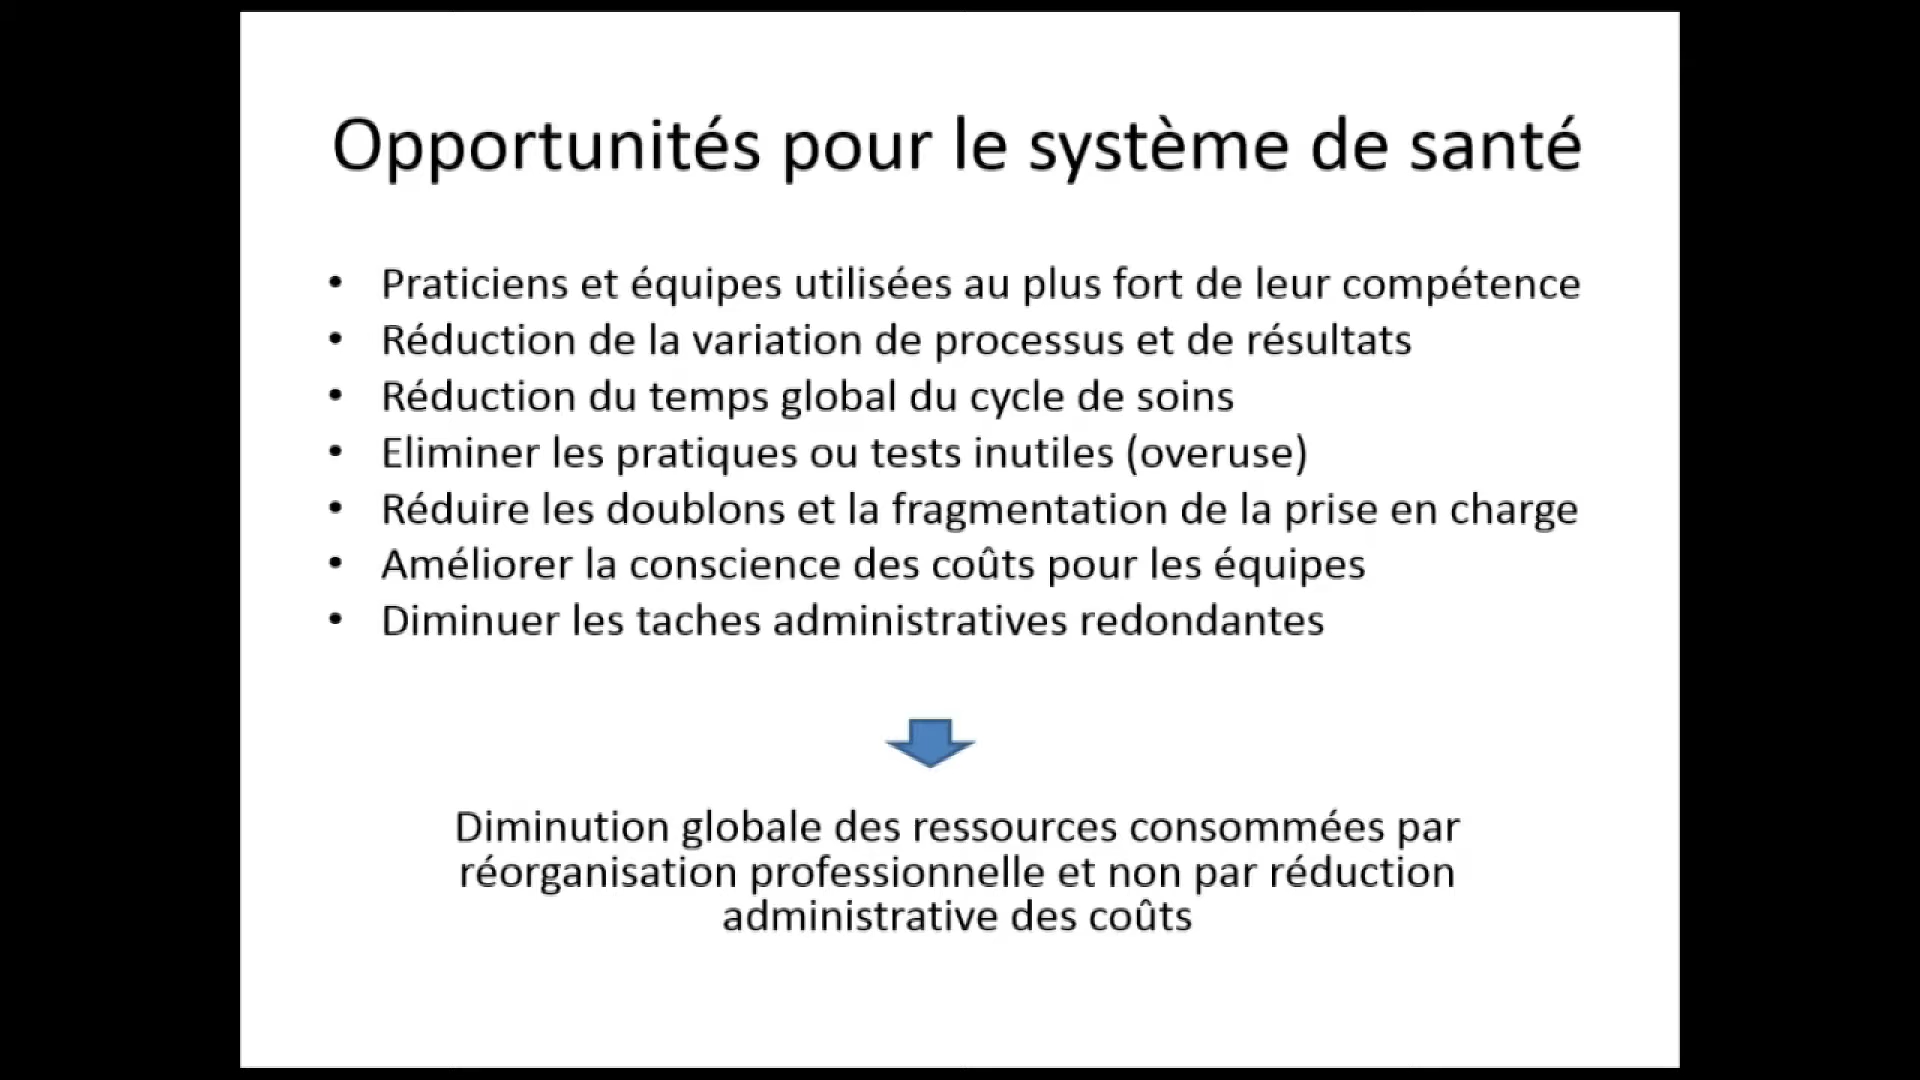 Opportunités pour le système de santé
• Praticiens et équipes utilisées au plus fort de leur compétence
• Réduction de la variation de processus et de résultats
• Réduction du temps global du cycle de soins
• Eliminer les pratiques ou tests inutiles (overuse)
• Réduire les doublons et la fragmentation de la prise en charge
• Améliorer la conscience des coûts pour les équipes
• Diminuer les taches administratives redondantes
Diminution globale des ressources consommées par
réorganisation professionnelle et non par réduction
administrative des coûts